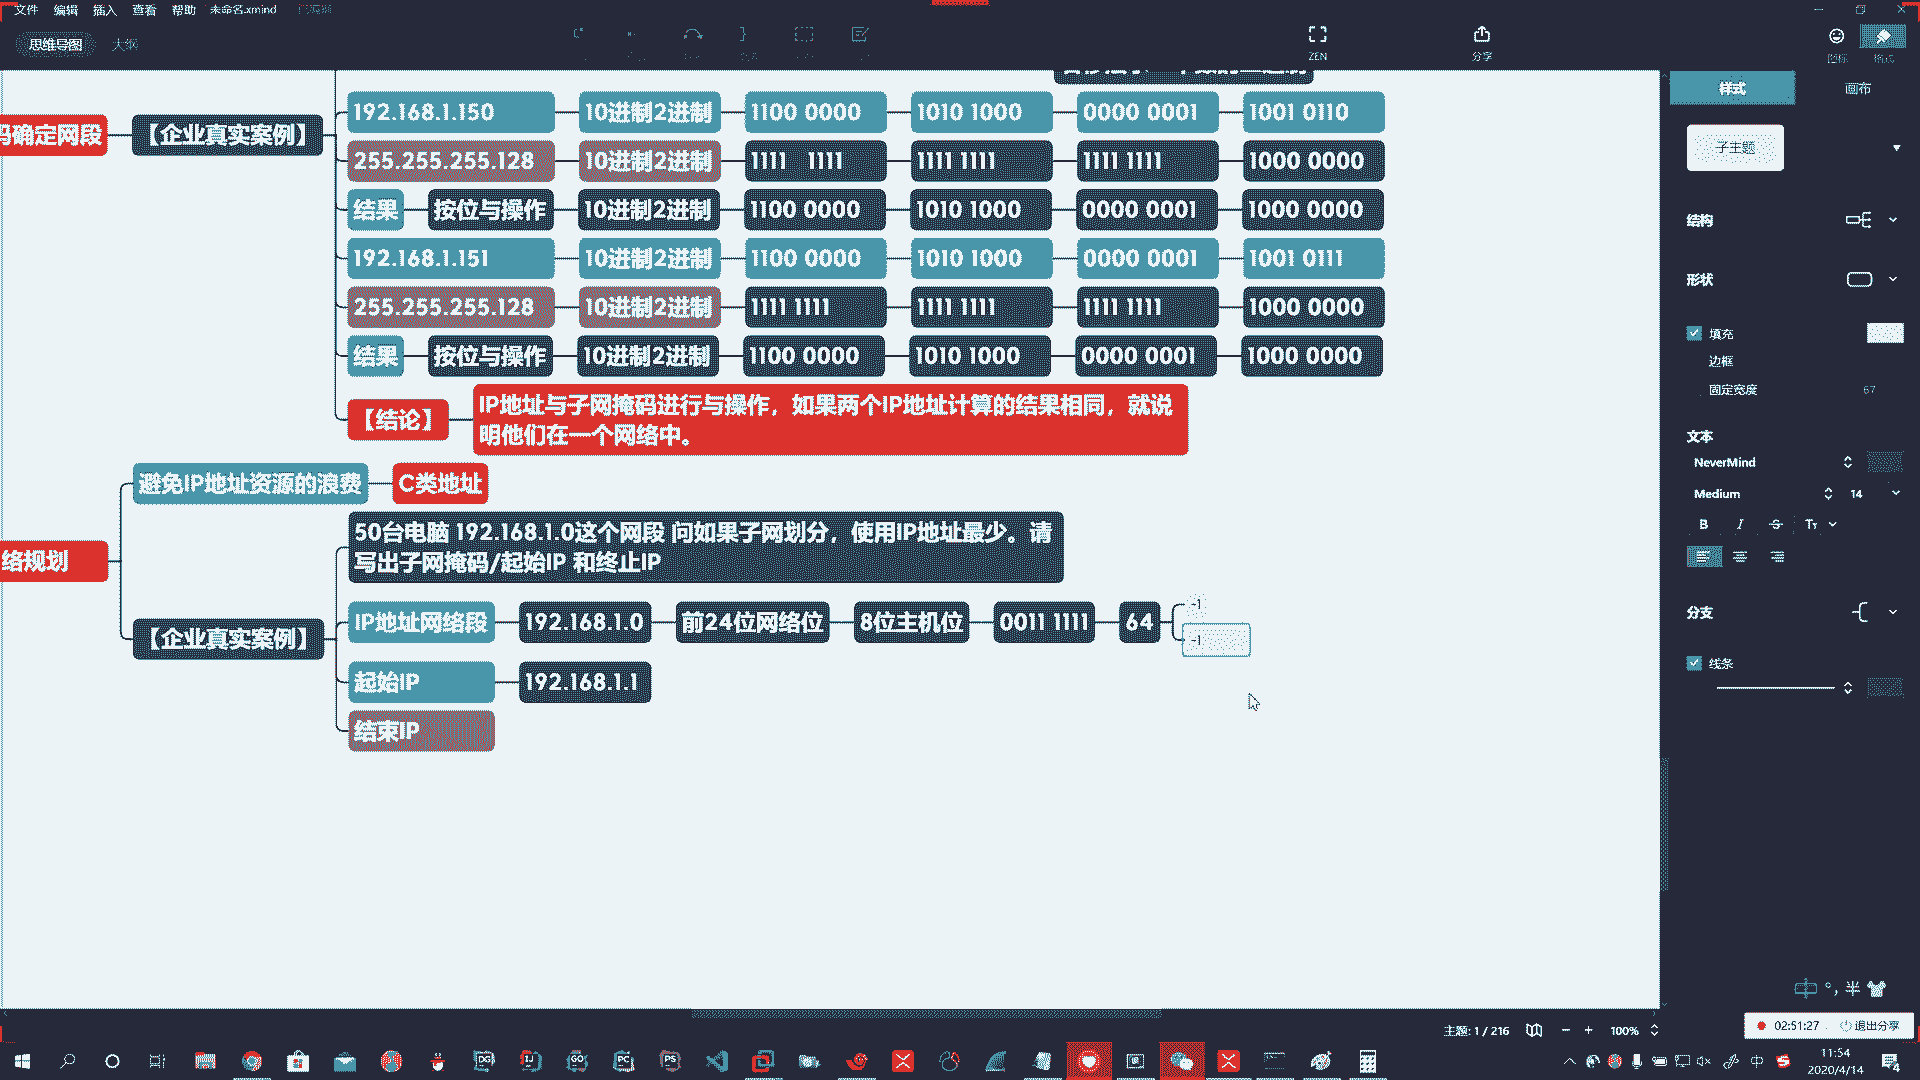 文件 编辑 插入 查看 帮助 未命名.xmind
思维导图 大纲
ZEN 分享 图标 格式
192.168.1.150 10进制2进制 1100 0000 1010 1000 0000 0001 1001 0110
码确定网段 【企业真实案例】
255.255.255.128 10进制2进制 1111 1111 1111 1111 1111 1111 1000 0000
结果 按位与操作 10进制2进制 1100 0000 1010 1000 0000 0001 1000 0000
192.168.1.151 10进制2进制 1100 0000 1010 1000 0000 0001 1001 0111
255.255.255.128 10进制2进制 1111 1111 1111 1111 1111 1111 1000 0000
结果 按位与操作 10进制2进制 1100 0000 1010 1000 0000 0001 1000 0000
【结论】 IP地址与子网掩码进行与操作，如果两个IP地址计算的结果相同，就说
明他们在一个网络中。
避免IP地址资源的浪费 C类地址
50台电脑 192.168.1.0这个网段 问如果子网划分，使用IP地址最少。请
写出子网掩码/起始IP 和终止IP
络规划
【企业真实案例】
IP地址网络段 192.168.1.0 前24位网络位 8位主机位 0011 1111 64
-1
-1
起始IP 192.168.1.1
结束IP
样式 画布
子主题
结构
形状
填充
边框
固定宽度 67
文本
NeverMind
Medium 14
B I S Tт
分支
线条
中 °, 半
主题: 1 / 216 100%
02:51:27 退出分享
DG IJ GO PC PS
中
11:54
2020/4/14
4